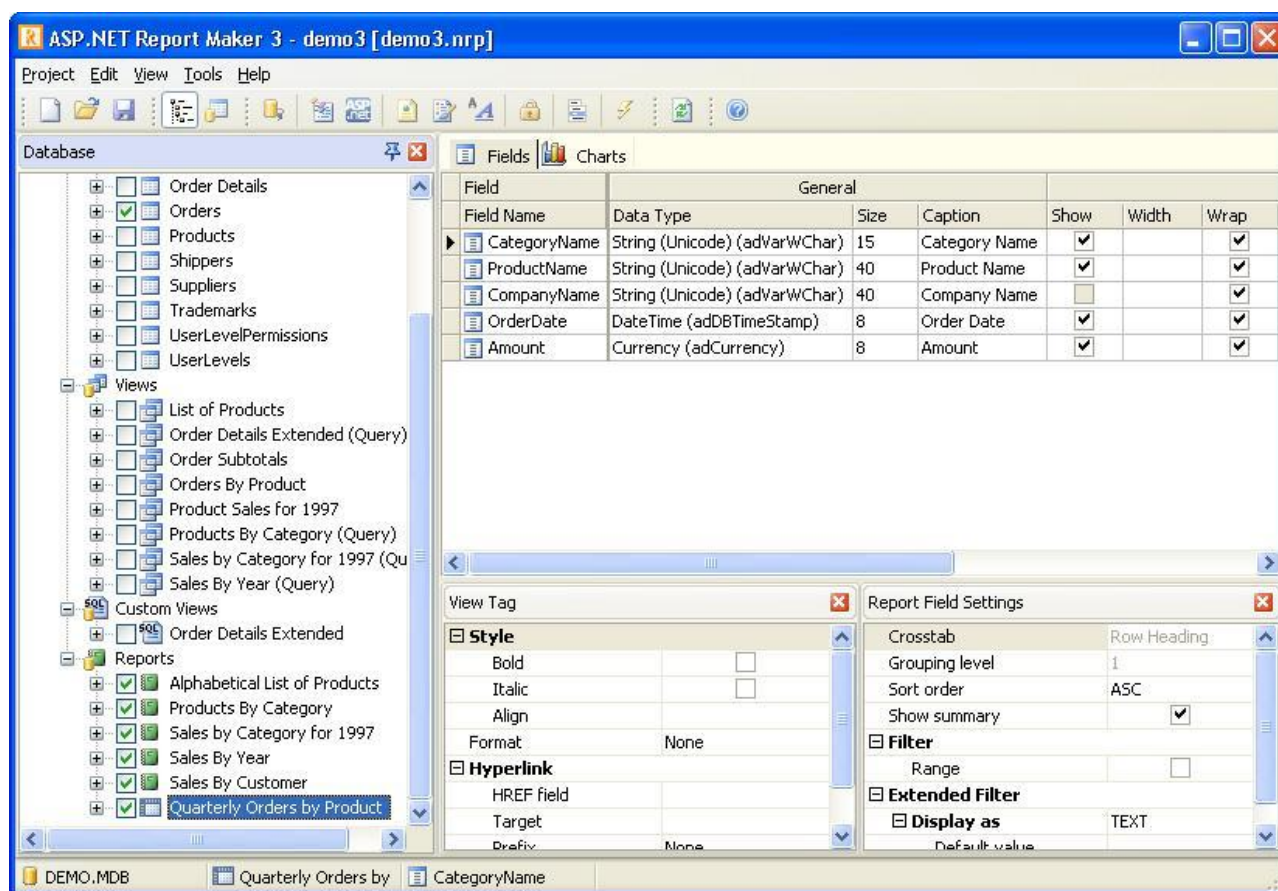 ASP.NET Report Maker 3 - demo3 [demo3.nrp]
Project Edit View Tools Help
Database
Order Details
Orders
Products
Shippers
Suppliers
Trademarks
UserLevelPermissions
UserLevels
Views
List of Products
Order Details Extended (Query)
Order Subtotals
Orders By Product
Product Sales for 1997
Products By Category (Query)
Sales by Category for 1997 (Qu
Sales By Year (Query)
Custom Views
Order Details Extended
Reports
Alphabetical List of Products
Products By Category
Sales by Category for 1997
Sales By Year
Sales By Customer
Quarterly Orders by Product
Fields Charts
Field General
Field Name Data Type Size Caption Show Width Wrap
CategoryName String (Unicode) (adVarWChar) 15 Category Name
ProductName String (Unicode) (adVarWChar) 40 Product Name
CompanyName String (Unicode) (adVarWChar) 40 Company Name
OrderDate DateTime (adDBTimeStamp) 8 Order Date
Amount Currency (adCurrency) 8 Amount
View Tag
Style
Bold
Italic
Align
Format None
Hyperlink
HREF field
Target
Prefix None
Report Field Settings
Crosstab Row Heading
Grouping level 1
Sort order ASC
Show summary
Filter
Range
Extended Filter
Display as TEXT
Default value
DEMO.MDB Quarterly Orders by CategoryName